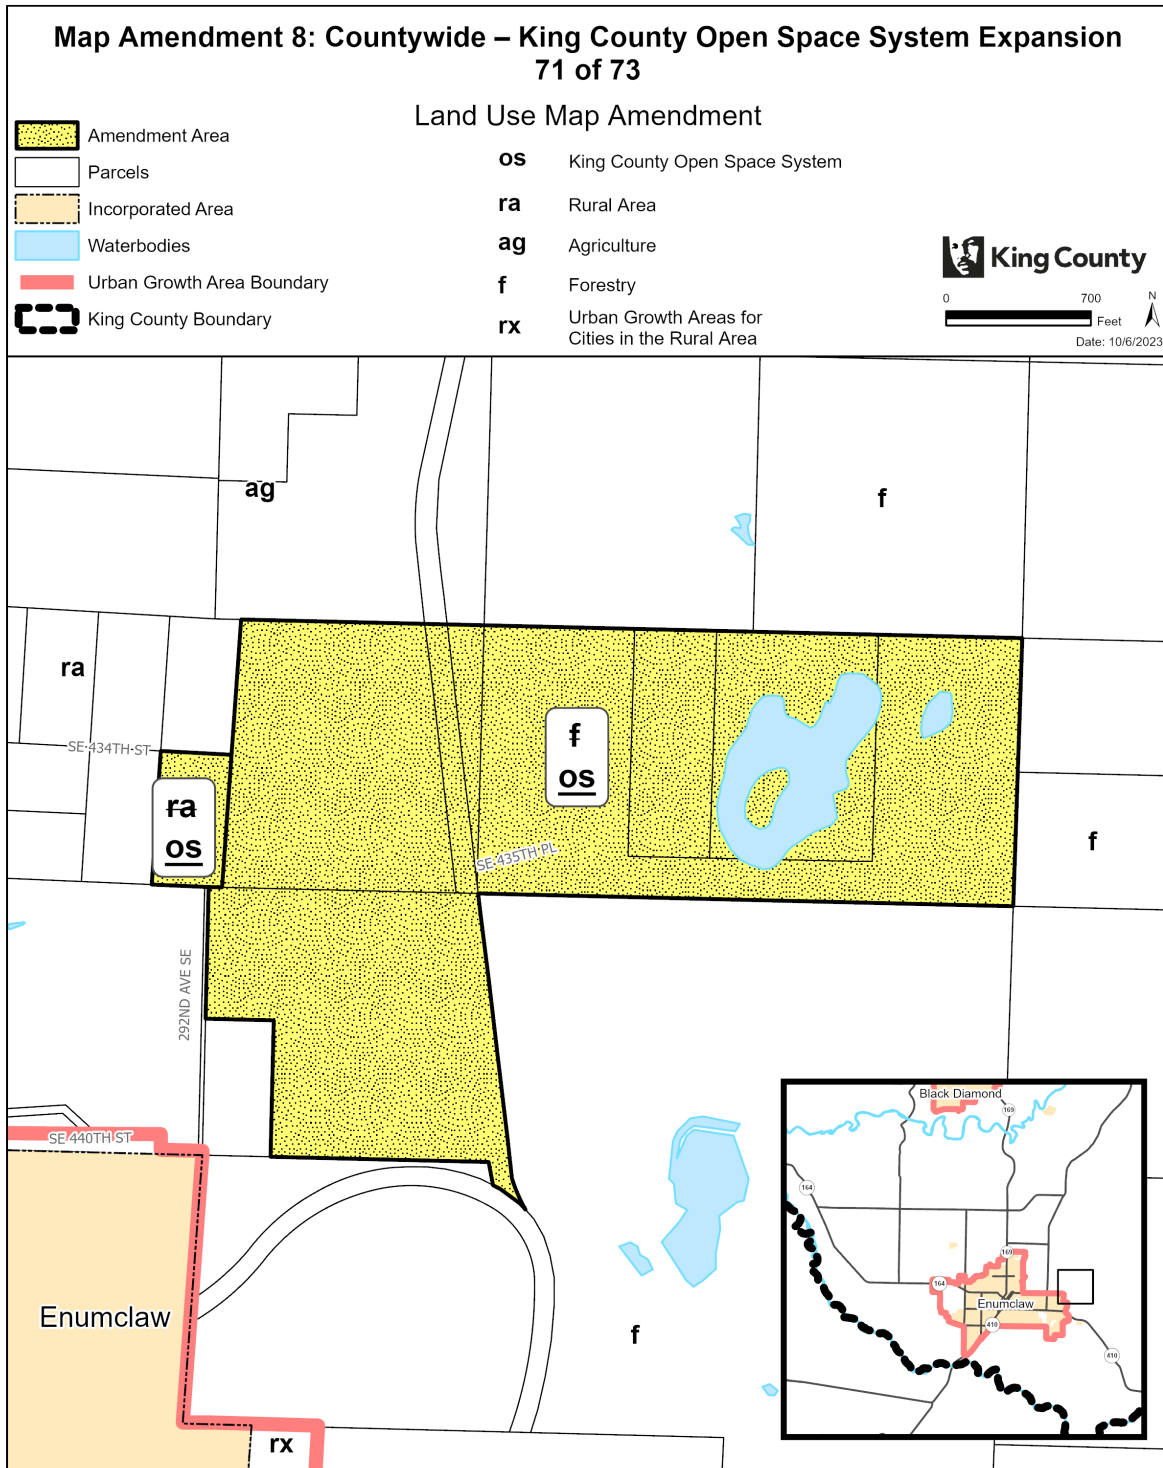 Map Amendment 8: Countywide – King County Open Space System Expansion
71 of 73
Land Use Map Amendment
Amendment Area
Parcels
Incorporated Area
Waterbodies
Urban Growth Area Boundary
King County Boundary
os King County Open Space System
ra Rural Area
ag Agriculture
f Forestry
rx Urban Growth Areas for
Cities in the Rural Area
King County
0 700
Feet
N
Date: 10/6/2023
ag
f
ra
SE 434TH ST
f
os
ra
os
SE 435TH PL
f
292ND AVE SE
SE 440TH ST
Enumclaw
f
rx
Black Diamond
169
164
169
164
Enumclaw
410
410